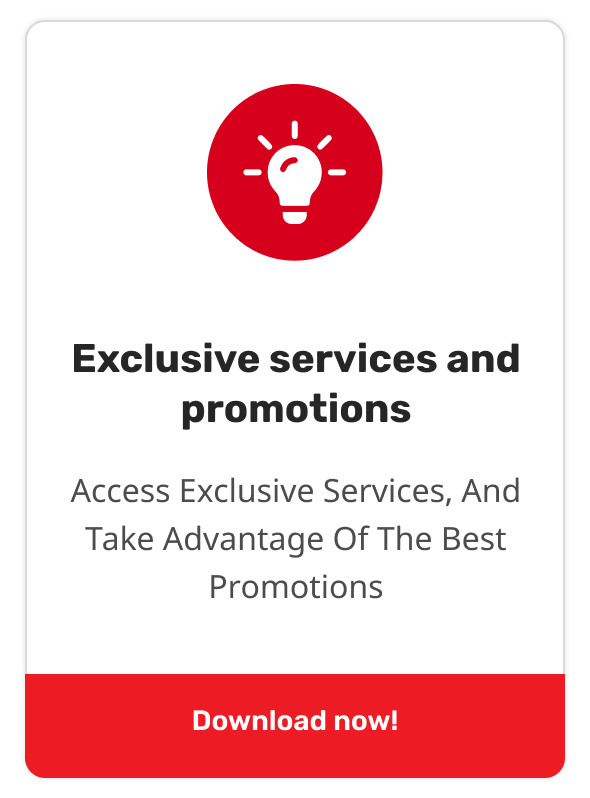 Exclusive services and
promotions
Access Exclusive Services, And
Take Advantage Of The Best
Promotions
Download now!